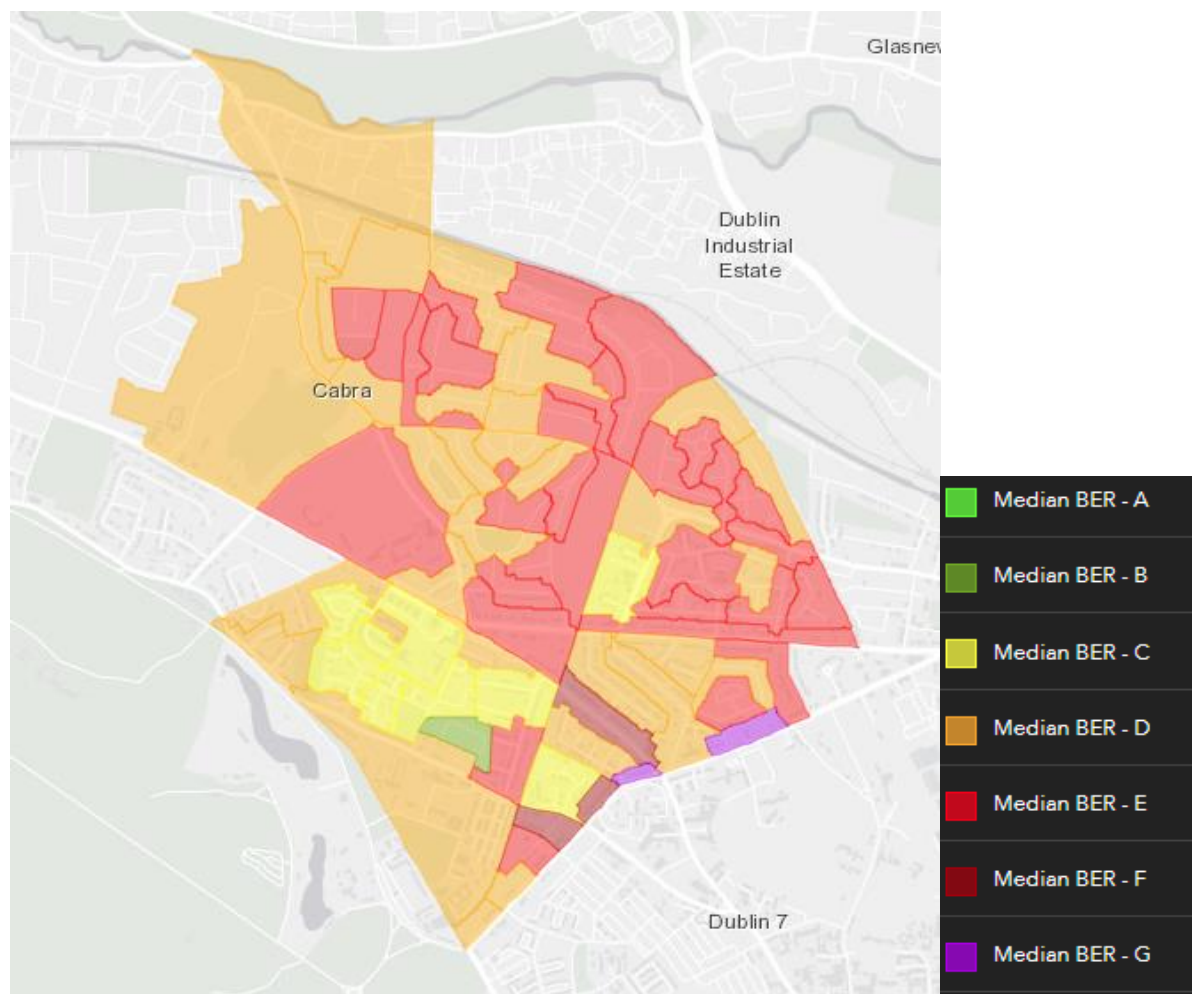 Glasnev
Dublin
Industrial
Estate
Cabra
Dublin 7
Median BER - A
Median BER - B
Median BER - C
Median BER - D
Median BER - E
Median BER - F
Median BER - G